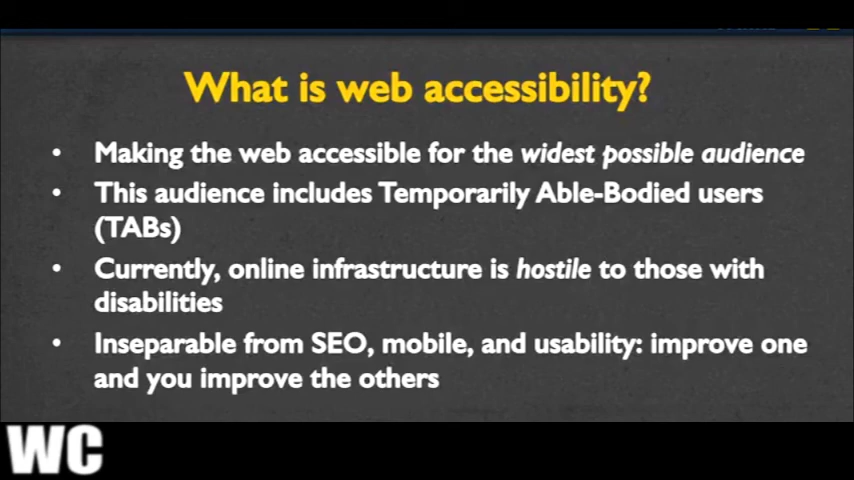 What is web accessibility?
• Making the web accessible for the widest possible audience
• This audience includes Temporarily Able-Bodied users
(TABs)
• Currently, online infrastructure is hostile to those with
disabilities
• Inseparable from SEO, mobile, and usability: improve one
and you improve the others
WC